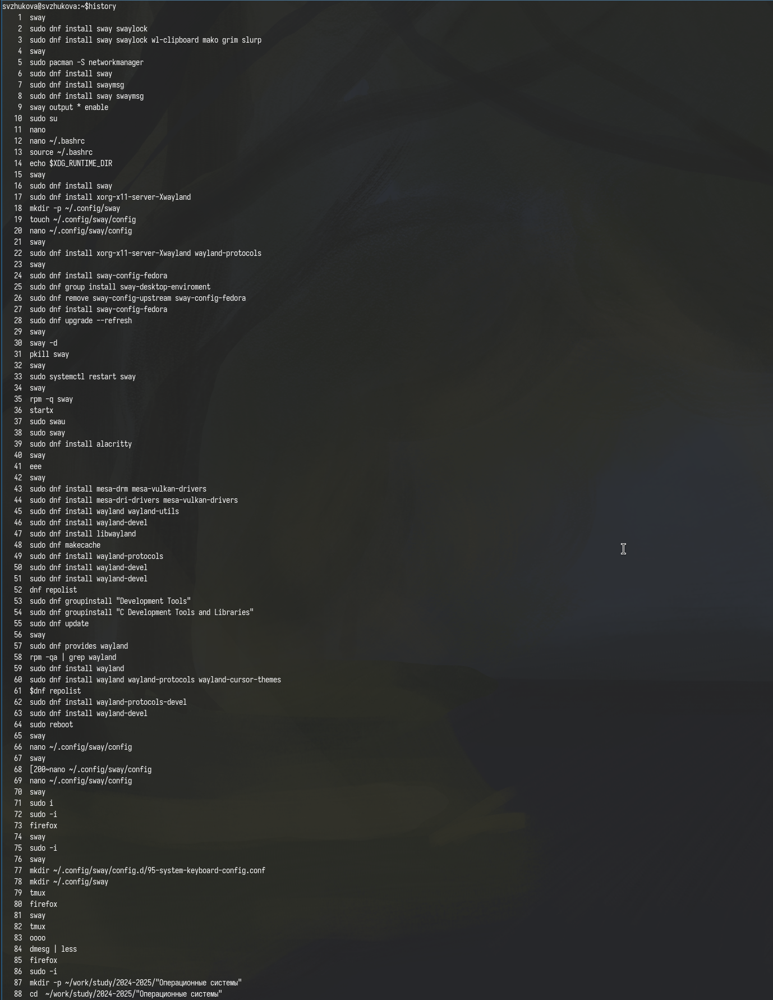 svzhukova@svzhukova:~$history
1 sway
2 sudo dnf install sway swaylock
3 sudo dnf install sway swaylock wl-clipboard mako grim slurp
4 sway
5 sudo pacman -S networkmanager
6 sudo dnf install sway
7 sudo dnf install swaymsg
8 sudo dnf install sway swaymsg
9 sway output * enable
10 sudo su
11 nano
12 nano ~/.bashrc
13 source ~/.bashrc
14 echo $XDG_RUNTIME_DIR
15 sway
16 sudo dnf install sway
17 sudo dnf install xorg-x11-server-Xwayland
18 mkdir -p ~/.config/sway
19 touch ~/.config/sway/config
20 nano ~/.config/sway/config
21 sway
22 sudo dnf install xorg-x11-server-Xwayland wayland-protocols
23 sway
24 sudo dnf install sway-config-fedora
25 sudo dnf group install sway-desktop-enviroment
26 sudo dnf remove sway-config-upstream sway-config-fedora
27 sudo dnf install sway-config-fedora
28 sudo dnf upgrade --refresh
29 sway
30 sway -d
31 pkill sway
32 sway
33 sudo systemctl restart sway
34 sway
35 rpm -q sway
36 startx
37 sudo swau
38 sudo sway
39 sudo dnf install alacritty
40 sway
41 eee
42 sway
43 sudo dnf install mesa-drm mesa-vulkan-drivers
44 sudo dnf install mesa-dri-drivers mesa-vulkan-drivers
45 sudo dnf install wayland wayland-utils
46 sudo dnf install wayland-devel
47 sudo dnf install libwayland
48 sudo dnf makecache
49 sudo dnf install wayland-protocols
50 sudo dnf install wayland-devel
51 sudo dnf install wayland-devel
52 dnf repolist
53 sudo dnf groupinstall "Development Tools"
54 sudo dnf groupinstall "C Development Tools and Libraries"
55 sudo dnf update
56 sway
57 sudo dnf provides wayland
58 rpm -qa | grep wayland
59 sudo dnf install wayland
60 sudo dnf install wayland wayland-protocols wayland-cursor-themes
61 $dnf repolist
62 sudo dnf install wayland-protocols-devel
63 sudo dnf install wayland-devel
64 sudo reboot
65 sway
66 nano ~/.config/sway/config
67 sway
68 [200~nano ~/.config/sway/config
69 nano ~/.config/sway/config
70 sway
71 sudo i
72 sudo -i
73 firefox
74 sway
75 sudo -i
76 sway
77 mkdir ~/.config/sway/config.d/95-system-keyboard-config.conf
78 mkdir ~/.config/sway
79 tmux
80 firefox
81 sway
82 tmux
83 oooo
84 dmesg | less
85 firefox
86 sudo -i
87 mkdir -p ~/work/study/2024-2025/"Операционные системы"
88 cd  ~/work/study/2024-2025/"Операционные системы"